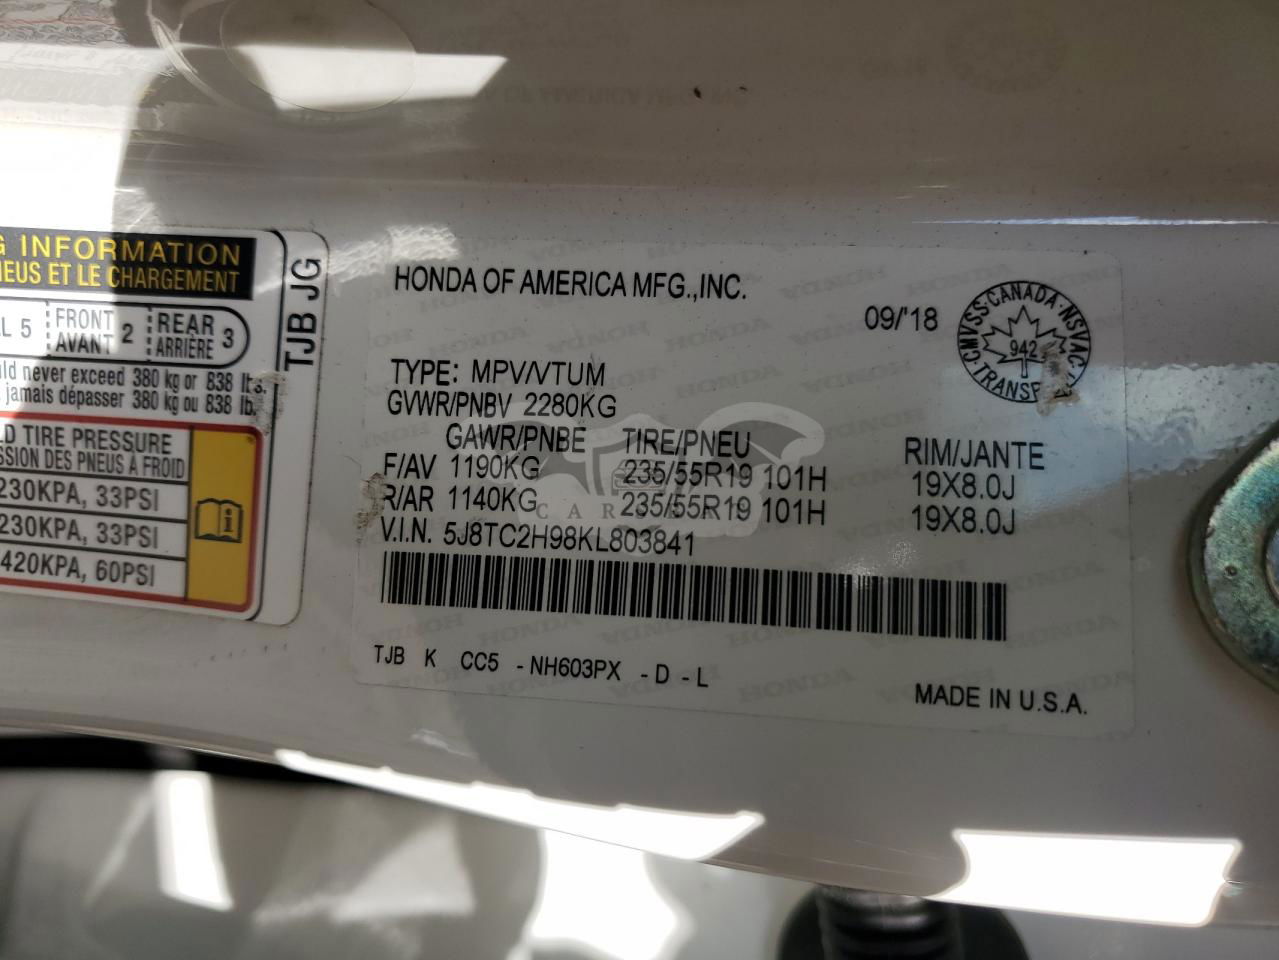 G INFORMATION
NEUS ET LE CHARGEMENT
L 5 FRONT AVANT 2 REAR ARRIÈRE 3
uld never exceed 380 kg or 838 lbs.
jamais dépasser 380 kg ou 838 lb.
LD TIRE PRESSURE
SSION DES PNEUS À FROID
230KPA, 33PSI
230KPA, 33PSI
420KPA, 60PSI
TJB JG
HONDA OF AMERICA MFG.,INC.
09/'18
CMVSS·CANADA·NSVAC
942
TRANSP
TYPE: MPV/VTUM
GVWR/PNBV 2280KG
GAWR/PNBE TIRE/PNEU RIM/JANTE
F/AV 1190KG 235/55R19 101H 19X8.0J
R/AR 1140KG 235/55R19 101H 19X8.0J
V.I.N. 5J8TC2H98KL803841
TJB K CC5 - NH603PX - D - L
MADE IN U.S.A.